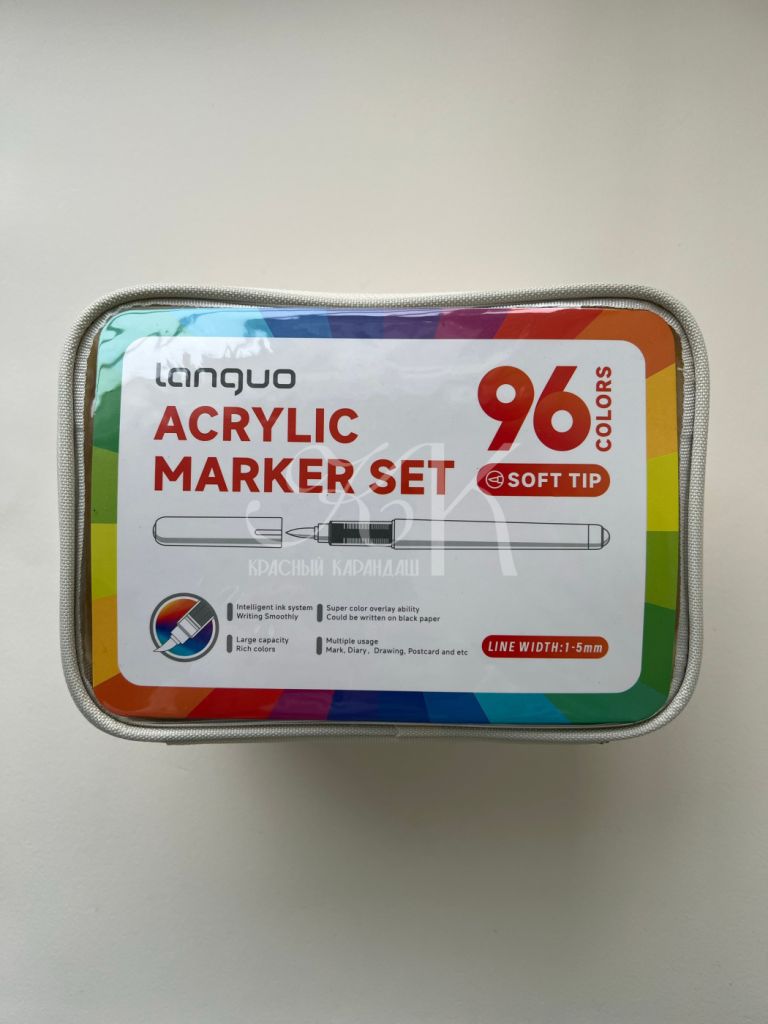 languo
ACRYLIC
MARKER SET
96
COLORS
SOFT TIP
КК
КРАСНЫЙ КАРАНДАШ
Intelligent ink system
Writing Smoothly
Super color overlay ability
Could be written on black paper
Large capacity
Rich colors
Multiple usage
Mark, Diary, Drawing, Postcard and etc
LINE WIDTH:1-5mm